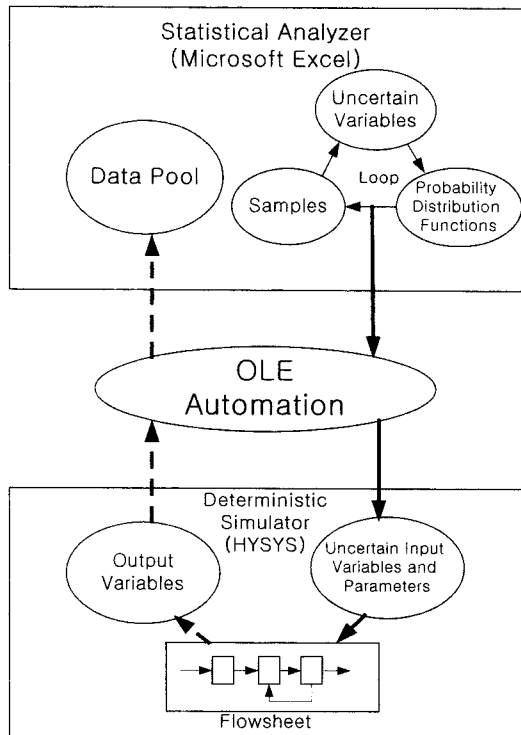 Statistical Analyzer
(Microsoft Excel)
Uncertain
Variables
Data Pool
Loop
Samples
Probability
Distribution
Functions
OLE
Automation
Deterministic
Simulator
(HYSYS)
Output
Variables
Uncertain Input
Variables and
Parameters
Flowsheet